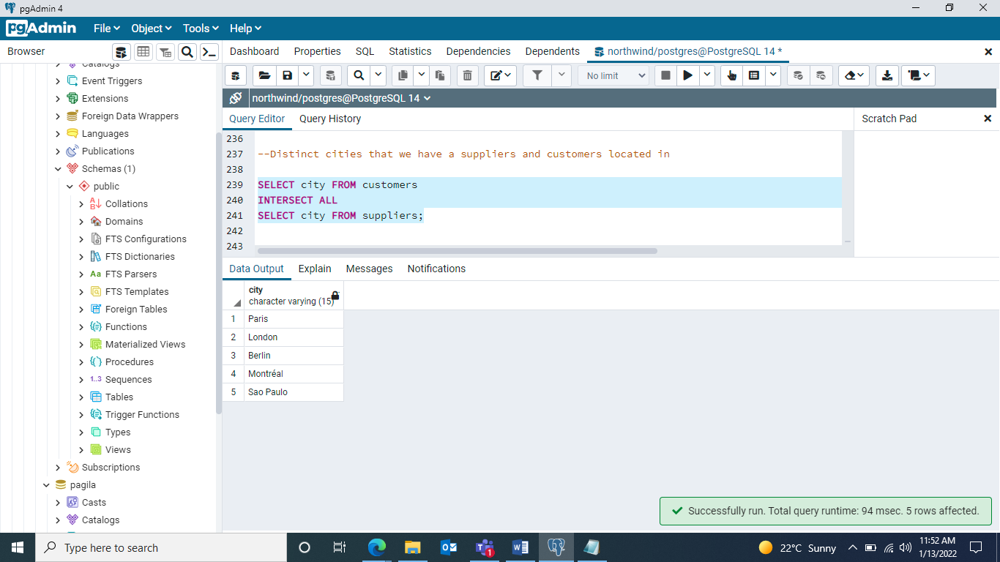 pgAdmin 4
pgAdmin
File Object Tools Help
Browser
Dashboard Properties SQL Statistics Dependencies Dependents northwind/postgres@PostgreSQL 14 *
No limit
northwind/postgres@PostgreSQL 14
Query Editor Query History
Scratch Pad
Catalogs
Event Triggers
Extensions
Foreign Data Wrappers
Languages
Publications
Schemas (1)
public
Collations
Domains
FTS Configurations
FTS Dictionaries
Aa FTS Parsers
FTS Templates
Foreign Tables
Functions
Materialized Views
Procedures
1..3 Sequences
Tables
Trigger Functions
Types
Views
Subscriptions
pagila
Casts
Catalogs
236
237 --Distinct cities that we have a suppliers and customers located in
238
239 SELECT city FROM customers
240 INTERSECT ALL
241 SELECT city FROM suppliers;
242
243
Data Output Explain Messages Notifications
city
character varying (15)
1 Paris
2 London
3 Berlin
4 Montréal
5 Sao Paulo
Successfully run. Total query runtime: 94 msec. 5 rows affected.
Type here to search
1
22°C Sunny
11:52 AM
1/13/2022